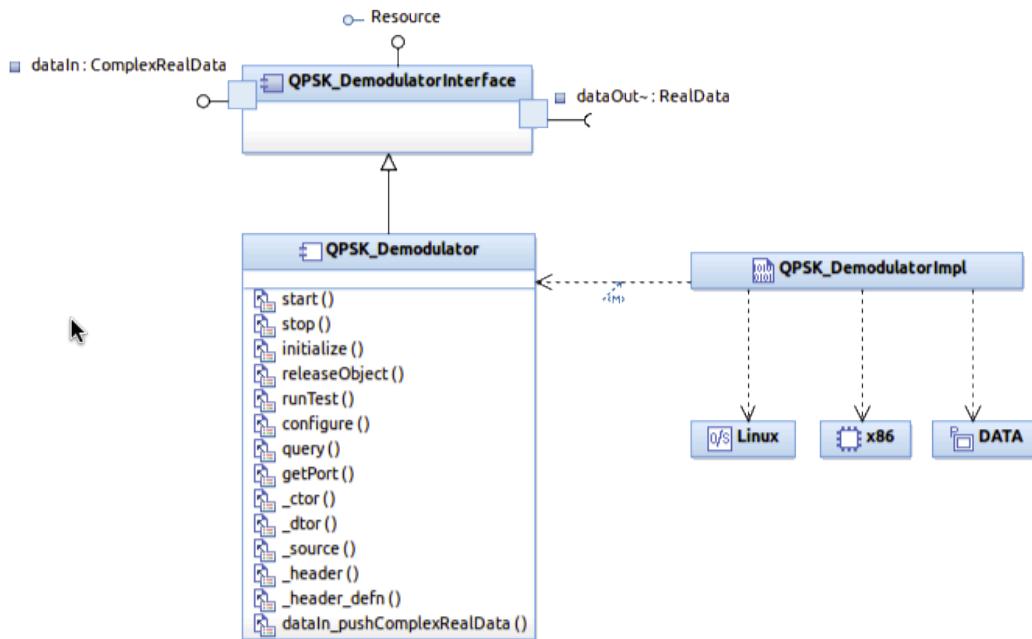 Resource
dataIn : ComplexRealData
QPSK_DemodulatorInterface
dataOut~ : RealData
QPSK_Demodulator
start ()
stop ()
initialize ()
releaseObject ()
runTest ()
configure ()
query ()
getPort ()
_ctor ()
_dtor ()
_source ()
_header ()
_header_defn ()
dataIn_pushComplexRealData ()
«M»
QPSK_DemodulatorImpl
O/S Linux
x86
DATA